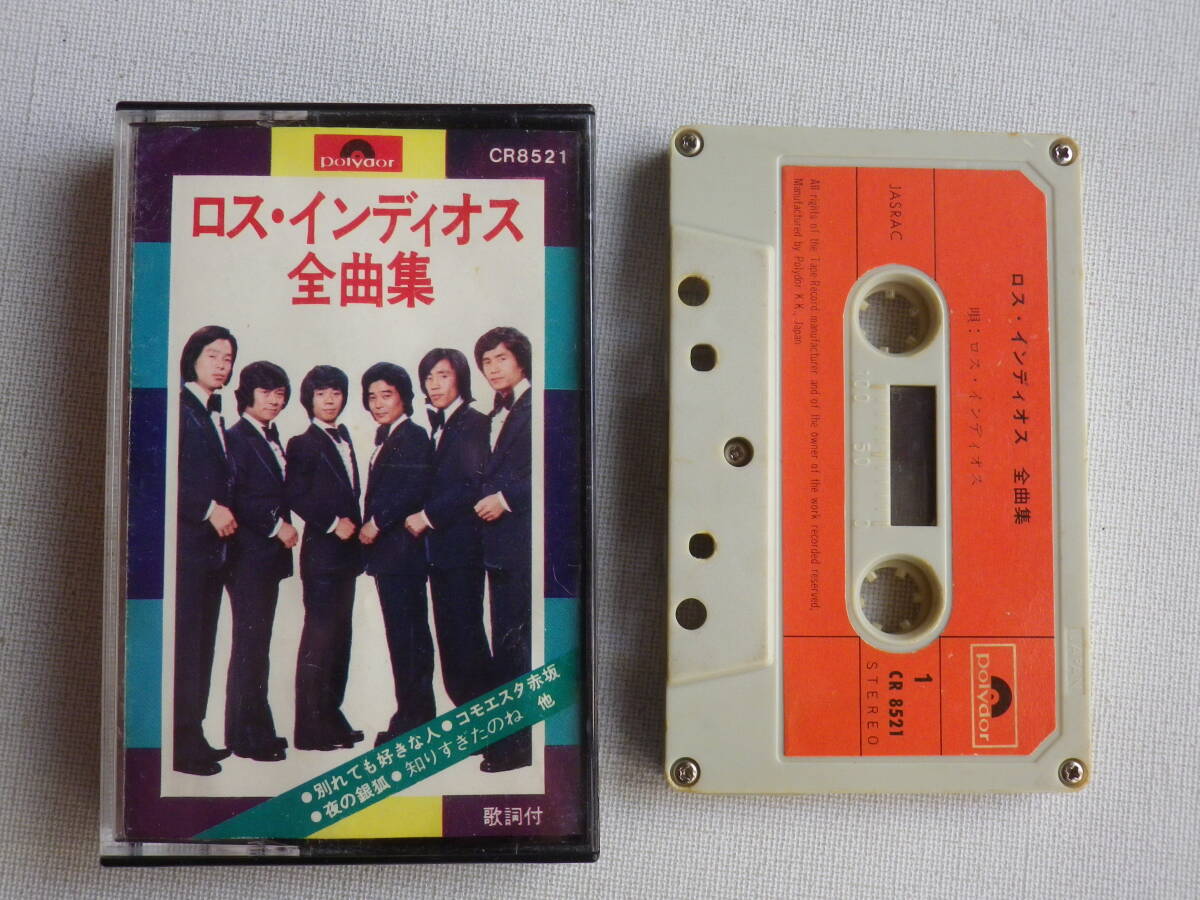 polydor
CR8521
ロス・インディオス
全曲集
●別れても好きな人●コモエスタ赤坂
●夜の銀狐●知りすぎたのね 他
歌詞付
ロス・インディオス 全曲集
唄：ロス・インディオス
JASRAC
All rights of the Tape Record manufacturer and of the owner of the work recorded reserved.
Manufactured by Polydor K.K., Japan
100 50 0
polydor
1
CR 8521
STEREO